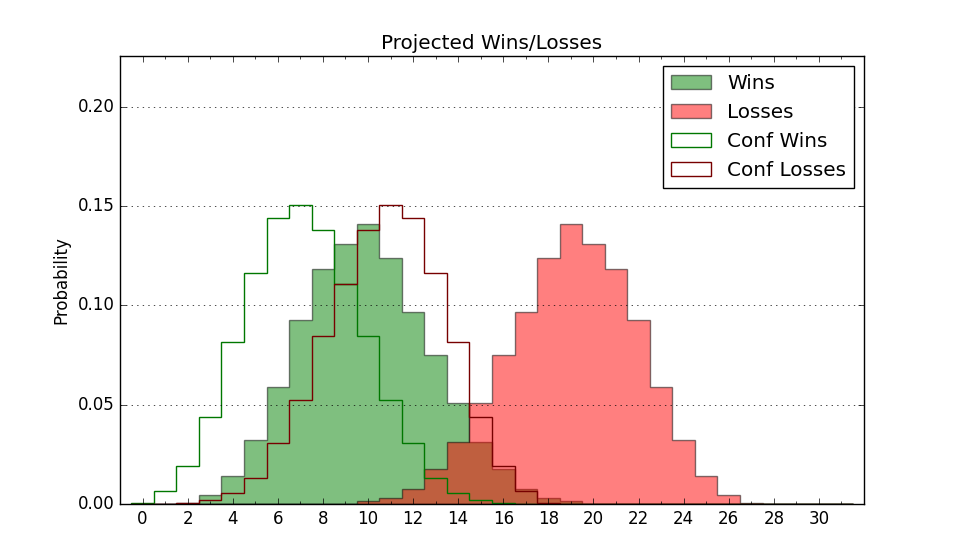 Projected Wins/Losses
Wins
Losses
Conf Wins
Conf Losses
Probability
0.20
0.15
0.10
0.05
0.00
0 2 4 6 8 10 12 14 16 18 20 22 24 26 28 30